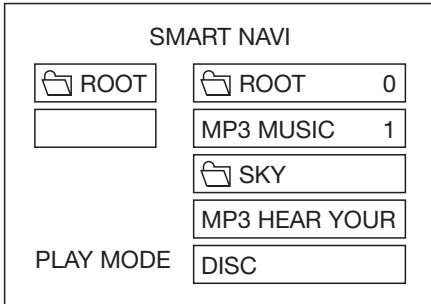 SMART NAVI
ROOT
ROOT 0
MP3 MUSIC 1
SKY
MP3 HEAR YOUR
PLAY MODE DISC